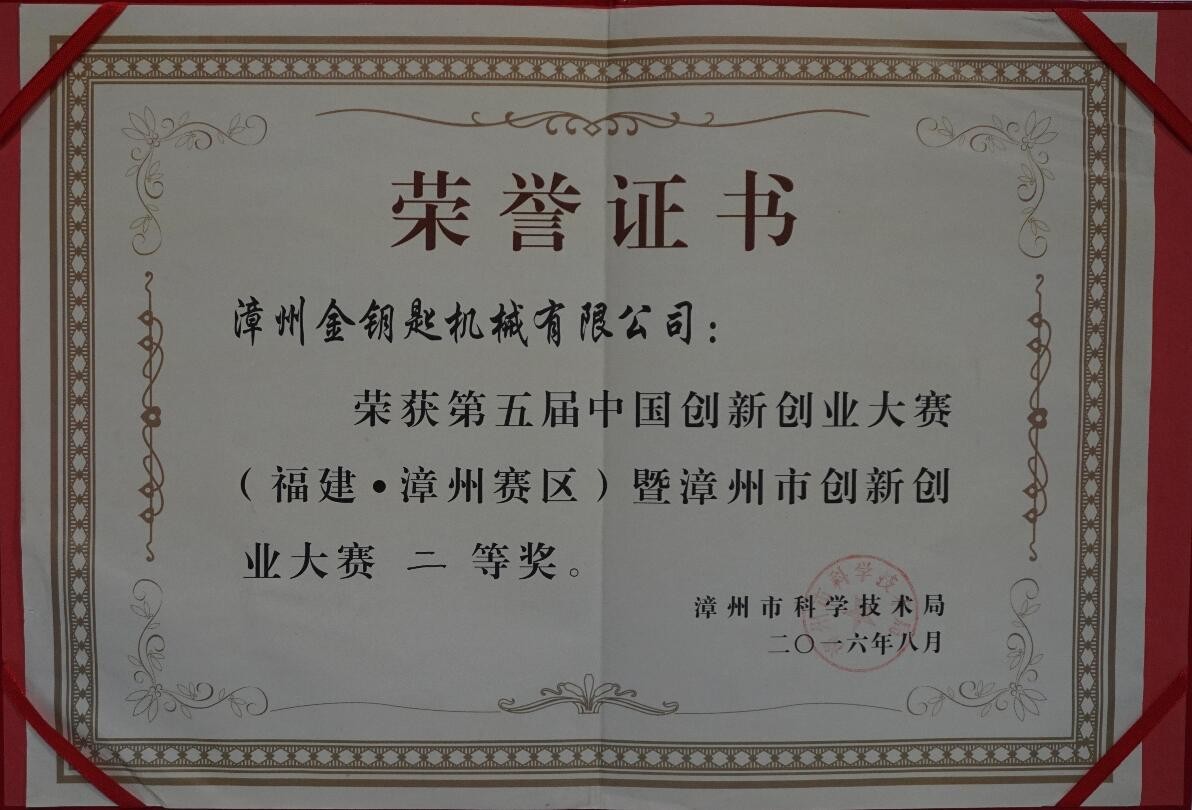 荣誉证书
漳州金钥匙机械有限公司：
荣获第五届中国创新创业大赛
（福建·漳州赛区）暨漳州市创新创
业大赛 二 等奖。
漳州市科学技术局
二〇一六年八月